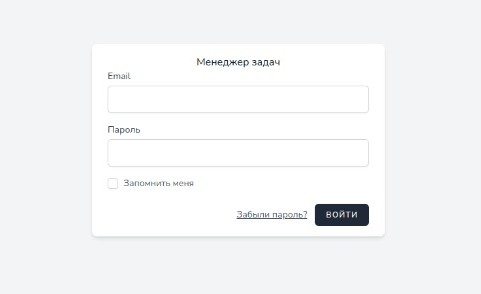 Менеджер задач
Email
Пароль
Запомнить меня
Забыли пароль? ВОЙТИ